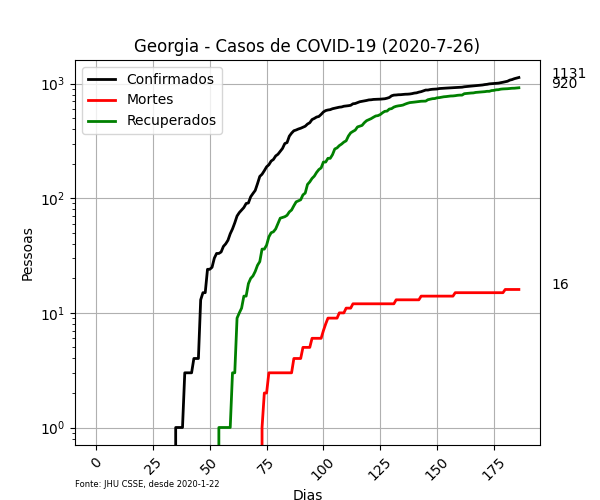 Georgia - Casos de COVID-19 (2020-7-26)
Confirmados
Mortes
Recuperados
1131
920
16
10³
10²
10¹
10⁰
Pessoas
0 25 50 75 100 125 150 175
Fonte: JHU CSSE, desde 2020-1-22
Dias